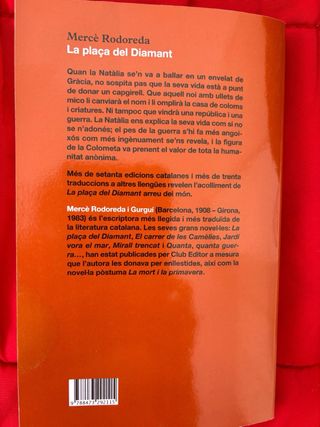 Mercè Rodoreda
La plaça del Diamant
Quan la Natàlia se'n va a ballar en un envelat de
Gràcia, no sospita pas que la seva vida està a punt
de donar un capgirell. Que aquell noi amb ullets de
mico li canviarà el nom i li omplirà la casa de coloms
i criatures. Ni tampoc que vindrà una república i una
guerra. La Natàlia ens explica la seva vida com si no
se n'adonés; el pes de la guerra s'hi fa més angoi-
xós com més ingènuament se'ns revela, i la figura
de la Colometa va prenent el valor de tota la huma-
nitat anònima.
Més de setanta edicions catalanes i més de trenta
traduccions a altres llengües revelen l'acolliment de
La plaça del Diamant arreu del món.
Mercè Rodoreda i Gurguí (Barcelona, 1908 – Girona,
1983) és l'escriptora més llegida i més traduïda de
la literatura catalana. Les seves grans novel·les: La
plaça del Diamant, El carrer de les Camèlies, Jardí
vora el mar, Mirall trencat i Quanta, quanta guer-
ra..., han estat publicades per Club Editor a mesura
que l'autora les donava per enllestides, així com la
novel·la pòstuma La mort i la primavera.
9 788473 292115